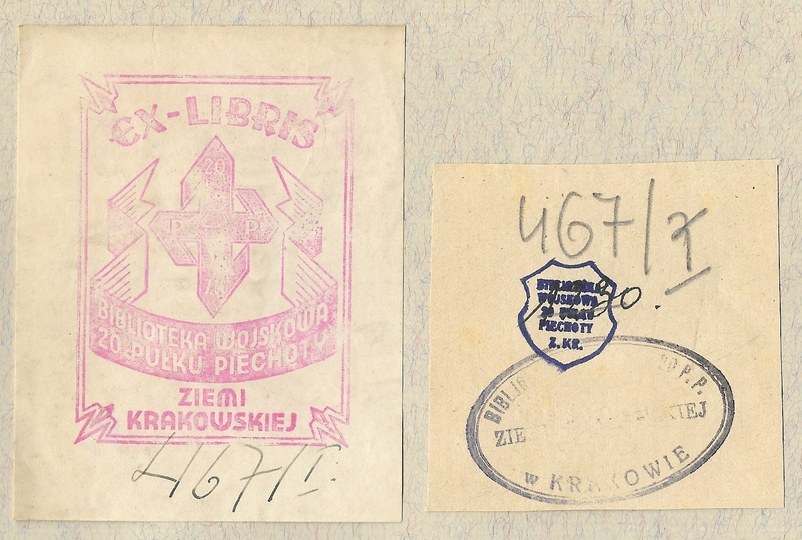 EX-LIBRIS
20
P P
BIBLIOTEKA WOJSKOWA
20 PUŁKU PIECHOTY
ZIEMI
KRAKOWSKIEJ
467/I.
467/I
BIBLIOTEKA
WOJSKOWA
20 PUŁKU
PIECHOTY
Z. KR.
20 P.P.
w KRAKOWIE